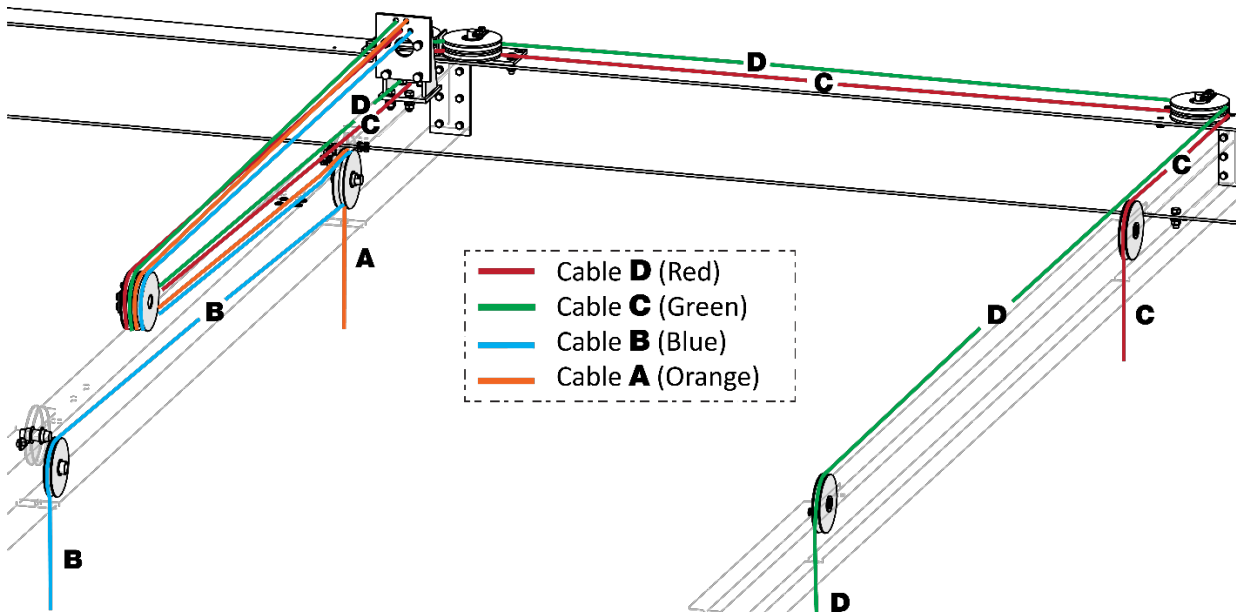 D
C
D
C
C
A
B
D
C
Cable D (Red)
Cable C (Green)
Cable B (Blue)
Cable A (Orange)
B
D